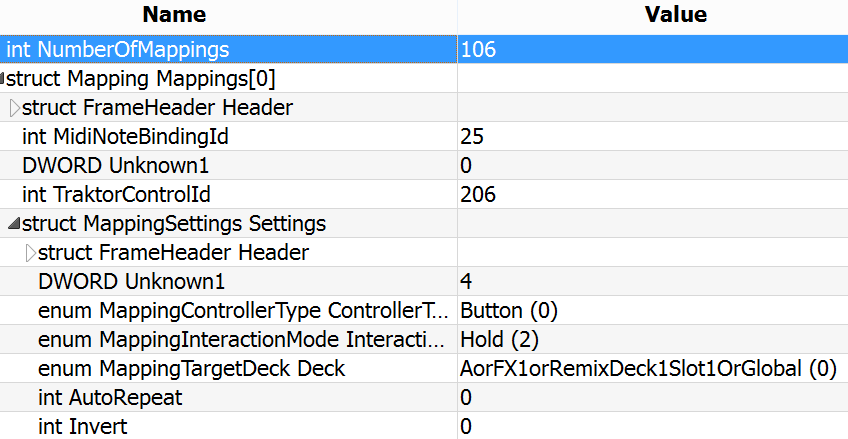 Name Value
int NumberOfMappings 106
struct Mapping Mappings[0]
struct FrameHeader Header
int MidiNoteBindingId 25
DWORD Unknown1 0
int TraktorControlId 206
struct MappingSettings Settings
struct FrameHeader Header
DWORD Unknown1 4
enum MappingControllerType ControllerT... Button (0)
enum MappingInteractionMode Interacti... Hold (2)
enum MappingTargetDeck Deck AorFX1orRemixDeck1Slot1OrGlobal (0)
int AutoRepeat 0
int Invert 0